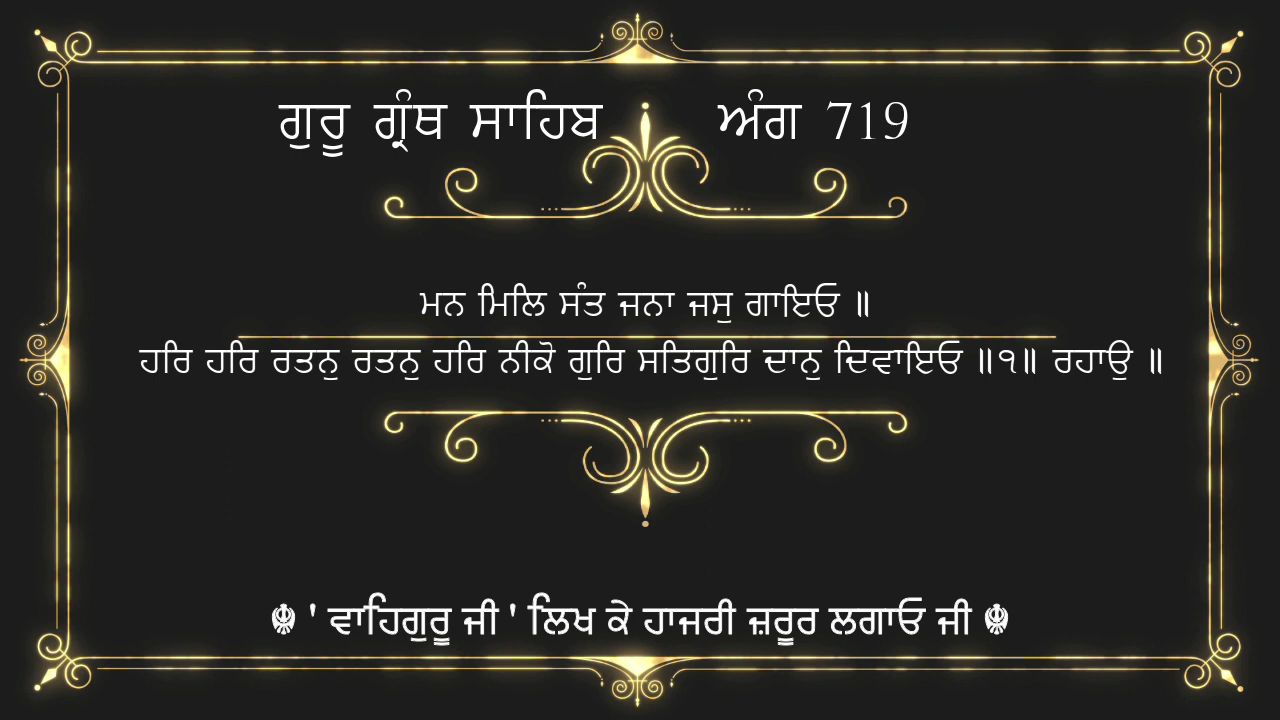 ਗੁਰੂ ਗ੍ਰੰਥ ਸਾਹਿਬ ਅੰਗ 719
ਮਨ ਮਿਲਿ ਸੰਤ ਜਨਾ ਜਸੁ ਗਾਇਓ ॥
ਹਰਿ ਹਰਿ ਰਤਨੁ ਰਤਨੁ ਹਰਿ ਨੀਕੋ ਗੁਰਿ ਸਤਿਗੁਰਿ ਦਾਨੁ ਦਿਵਾਇਓ ॥੧॥ ਰਹਾਉ ॥
☬ ' ਵਾਹਿਗੁਰੂ ਜੀ ' ਲਿਖ ਕੇ ਹਾਜਰੀ ਜ਼ਰੂਰ ਲਗਾਓ ਜੀ ☬